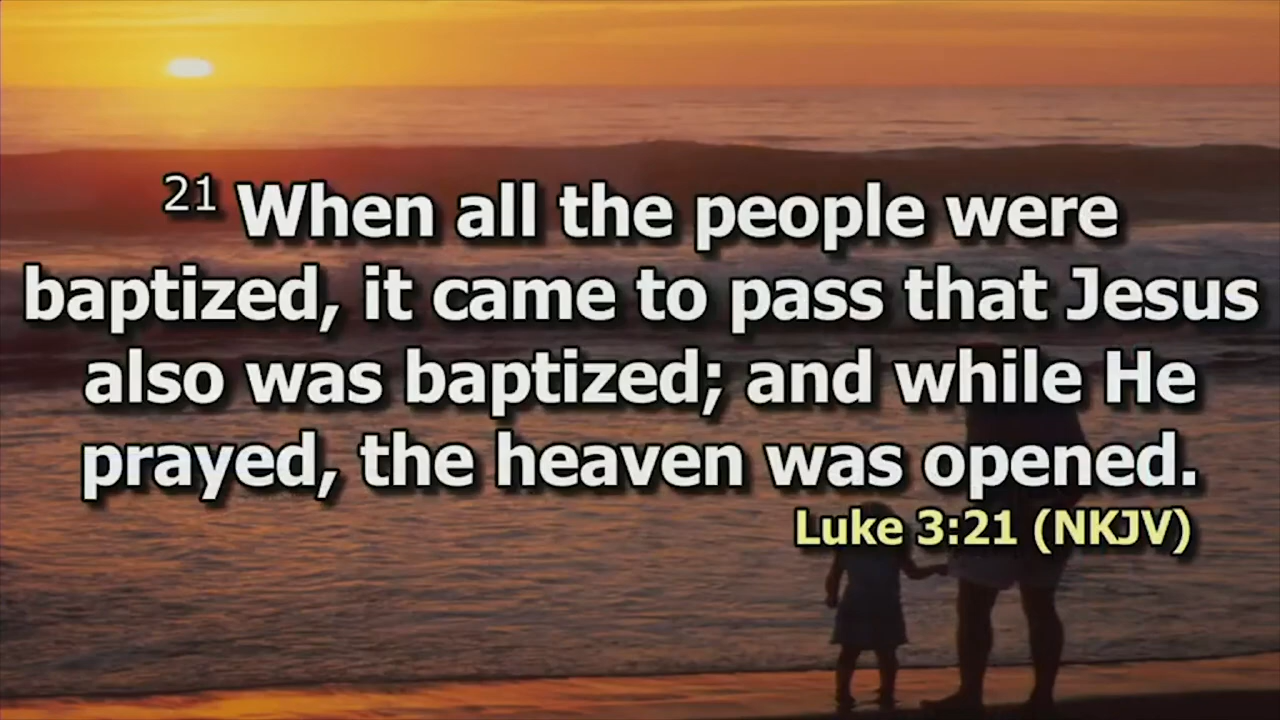 21 When all the people were
baptized, it came to pass that Jesus
also was baptized; and while He
prayed, the heaven was opened.
Luke 3:21 (NKJV)